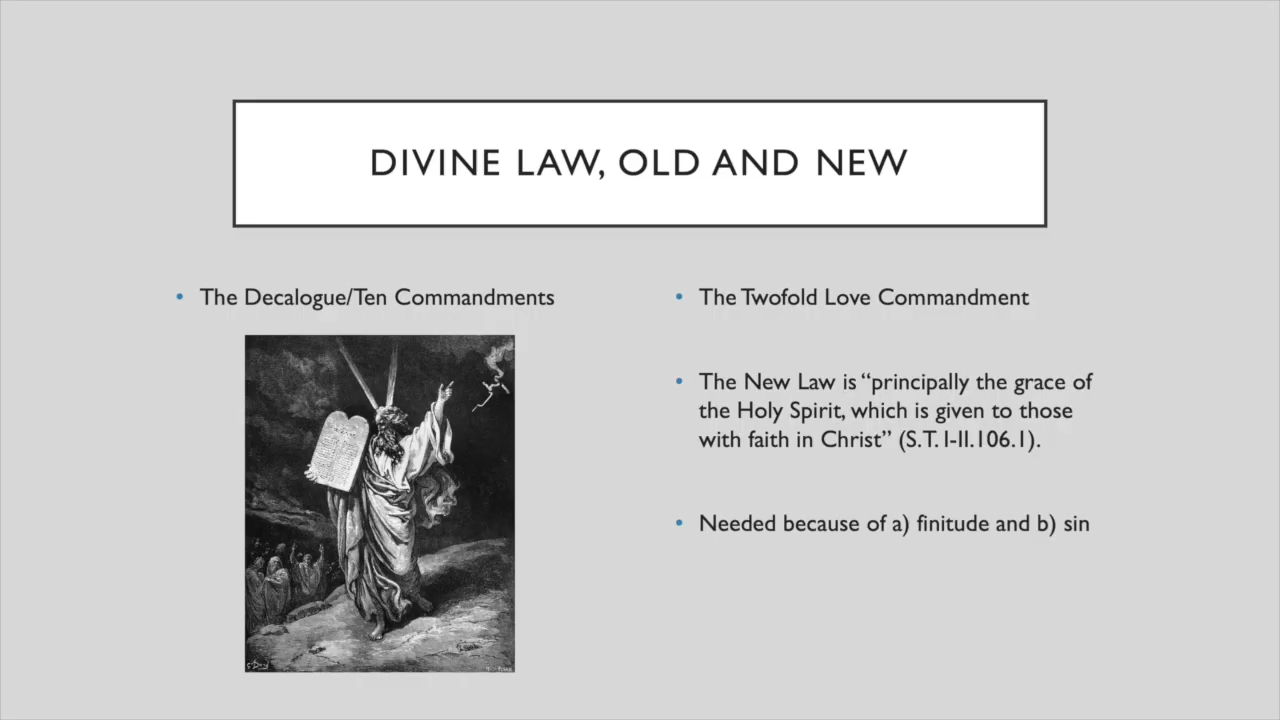 DIVINE LAW, OLD AND NEW
• The Decalogue/Ten Commandments
• The Twofold Love Commandment
• The New Law is “principally the grace of
the Holy Spirit, which is given to those
with faith in Christ” (S.T. I-II.106.1).
• Needed because of a) finitude and b) sin